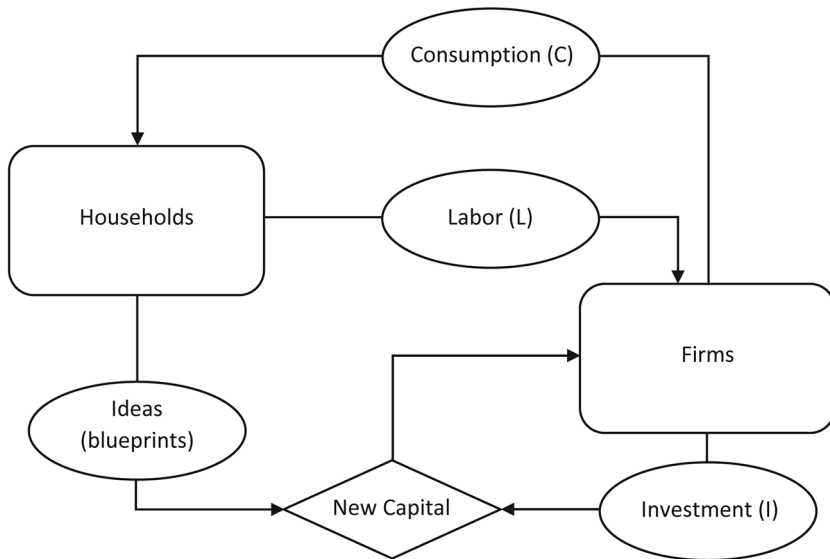 Consumption (C)
Households
Labor (L)
Firms
Ideas
(blueprints)
New Capital
Investment (I)